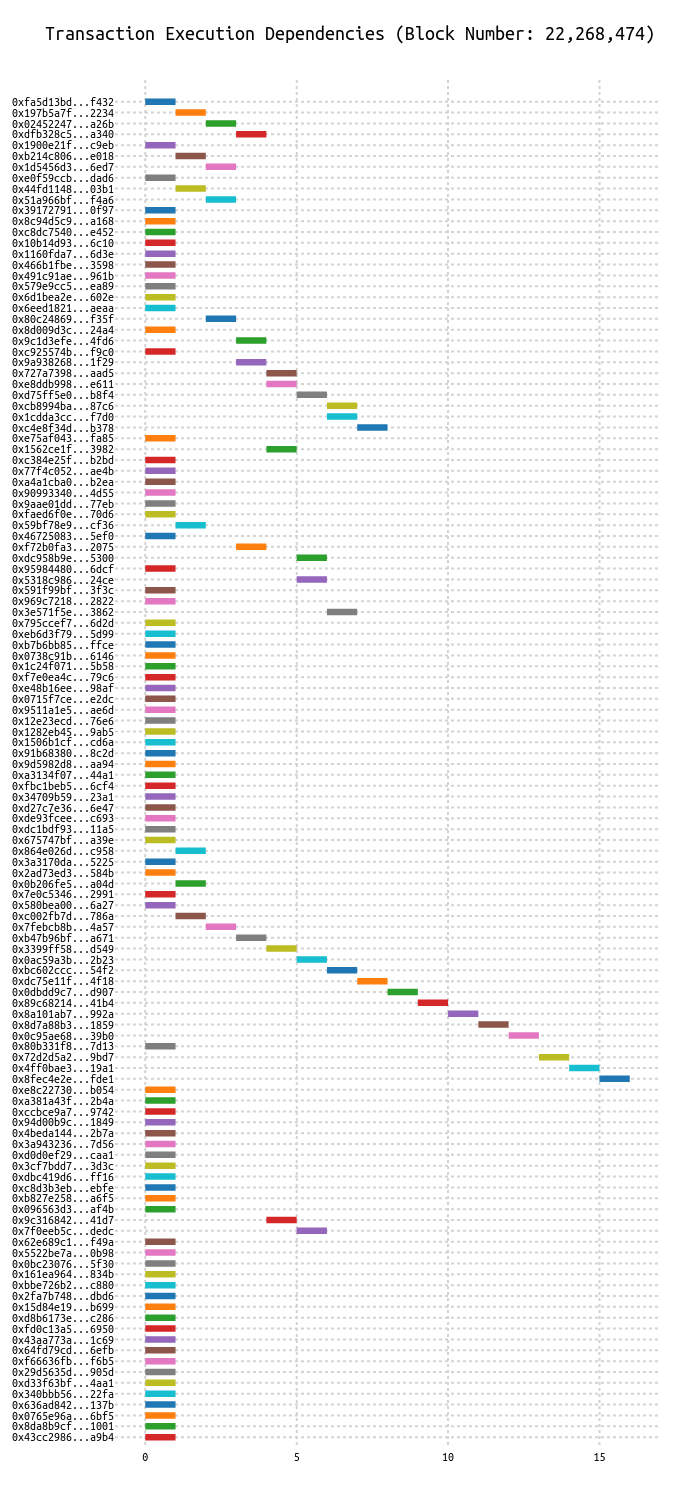 Transaction Execution Dependencies (Block Number: 22,268,474)
0xfa5d13bd...f432
0x197b5a7f...2234
0x02452247...a26b
0xdfb328c5...a340
0x1900e21f...c9eb
0xb214c806...e018
0x1d5456d3...6ed7
0xe0f59ccb...dad6
0x44fd1148...03b1
0x51a966bf...f4a6
0x39172791...0f97
0x8c94d5c9...a168
0xc8dc7540...e452
0x10b14d93...6c10
0x1160fda7...6d3e
0x466b1fbe...3598
0x491c91ae...961b
0x579e9cc5...ea89
0x6d1bea2e...602e
0x6eed1821...aeaa
0x80c24869...f35f
0x8d009d3c...24a4
0x9c1d3efe...4fd6
0xc925574b...f9c0
0x9a938268...1f29
0x727a7398...aad5
0xe8ddb998...e611
0xd75ff5e0...b8f4
0xcb8994ba...87c6
0x1cdda3cc...f7d0
0xc4e8f34d...b378
0xe75af043...fa85
0x1562ce1f...3982
0xc384e25f...b2bd
0x77f4c052...ae4b
0xa4a1cba0...b2ea
0x90993340...4d55
0x9aae01dd...77eb
0xfaed6f0e...70d6
0x59bf78e9...cf36
0x46725083...5ef0
0xf72b0fa3...2075
0xdc958b9e...5300
0x95984480...6dcf
0x5318c986...24ce
0x591f99bf...3f3c
0x969c7218...2822
0x3e571f5e...3862
0x795ccef7...6d2d
0xeb6d3f79...5d99
0xb7b6bb85...ffce
0x0738c91b...6146
0x1c24f071...5b58
0xf7e0ea4c...79c6
0xe48b16ee...98af
0x0715f7ce...e2dc
0x9511a1e5...ae6d
0x12e23ecd...76e6
0x1282eb45...9ab5
0x1506b1cf...cd6a
0x91b68380...8c2d
0x9d5982d8...aa94
0xa3134f07...44a1
0xfbc1beb5...6cf4
0x34709b59...23a1
0xd27c7e36...6e47
0xde93fcee...c693
0xdc1bdf93...11a5
0x675747bf...a39e
0x864e026d...c958
0x3a3170da...5225
0x2ad73ed3...584b
0x0b206fe5...a04d
0x7e0c5346...2991
0x580bea00...6a27
0xc002fb7d...786a
0x7febcb8b...4a57
0xb47b96bf...a671
0x3399ff58...d549
0x0ac59a3b...2b23
0xbc602ccc...54f2
0xdc75e11f...4f18
0x0dbdd9c7...d907
0x89c68214...41b4
0x8a101ab7...992a
0x8d7a88b3...1859
0x0c95ae68...39b0
0x80b331f8...7d13
0x72d2d5a2...9bd7
0x4ff0bae3...19a1
0x8fec4e2e...fde1
0xe8c22730...b054
0xa381a43f...2b4a
0xccbce9a7...9742
0x94d00b9c...1849
0x4beda144...2b7a
0x3a943236...7d56
0xd0d0ef29...caa1
0x3cf7bdd7...3d3c
0xdbc419d6...ff16
0xc8d3b3eb...ebfe
0xb827e258...a6f5
0x096563d3...af4b
0x9c316842...41d7
0x7f0eeb5c...dedc
0x62e689c1...f49a
0x5522be7a...0b98
0x0bc23076...5f30
0x161ea964...834b
0xbbe726b2...c880
0x2fa7b748...dbd6
0x15d84e19...b699
0xd8b6173e...c286
0xfd0c13a5...6950
0x43aa773a...1c69
0x64fd79cd...6efb
0xf66636fb...f6b5
0x29d5635d...905d
0xd33f63bf...4aa1
0x340bbb56...22fa
0x636ad842...137b
0x0765e96a...6bf5
0x8da8b9cf...1001
0x43cc2986...a9b4
0 5 10 15